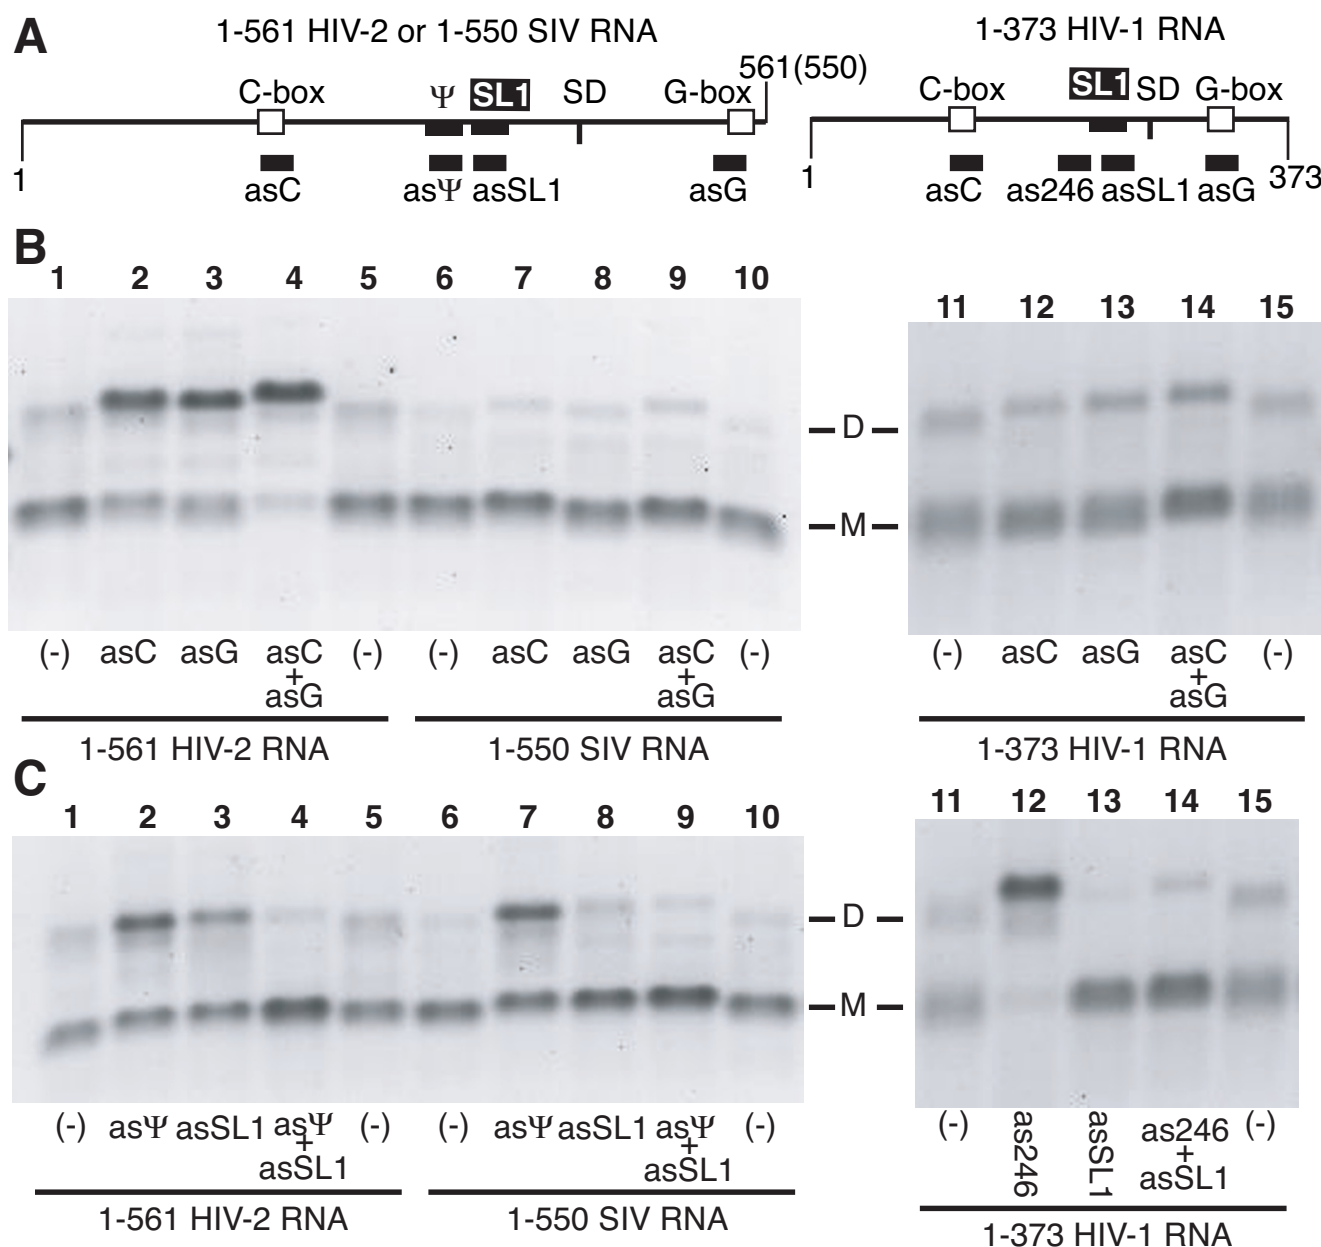 A
1-561 HIV-2 or 1-550 SIV RNA
1-373 HIV-1 RNA
561(550)
C-box Ψ SL1 SD G-box
C-box SL1 SD G-box
1
asC asΨ asSL1 asG
1 373
asC as246 asSL1 asG
B
1 2 3 4 5 6 7 8 9 10
11 12 13 14 15
D
M
(-) asC asG asC + asG (-) (-) asC asG asC + asG (-)
(-) asC asG asC + asG (-)
1-561 HIV-2 RNA 1-550 SIV RNA 1-373 HIV-1 RNA
C
1 2 3 4 5 6 7 8 9 10
11 12 13 14 15
D
M
(-) asΨ asSL1 asΨ + asSL1 (-) (-) asΨ asSL1 asΨ + asSL1 (-)
(-) as246 asSL1 as246 + asSL1 (-)
1-561 HIV-2 RNA 1-550 SIV RNA 1-373 HIV-1 RNA